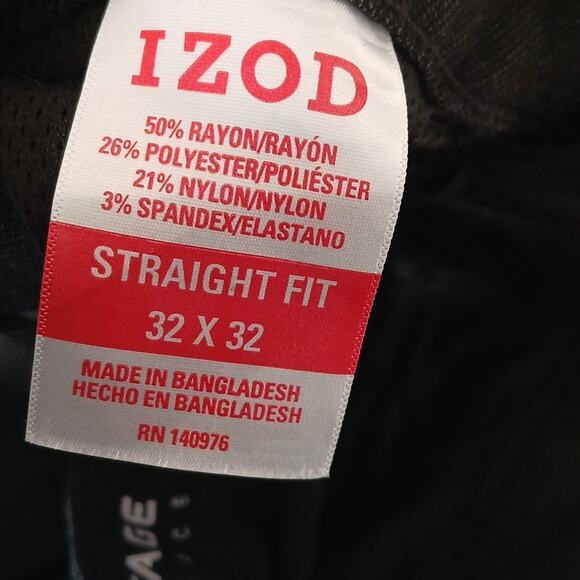 IZOD
50% RAYON/RAYÓN
26% POLYESTER/POLIÉSTER
21% NYLON/NYLON
3% SPANDEX/ELASTANO
STRAIGHT FIT
32 X 32
MADE IN BANGLADESH
HECHO EN BANGLADESH
RN 140976